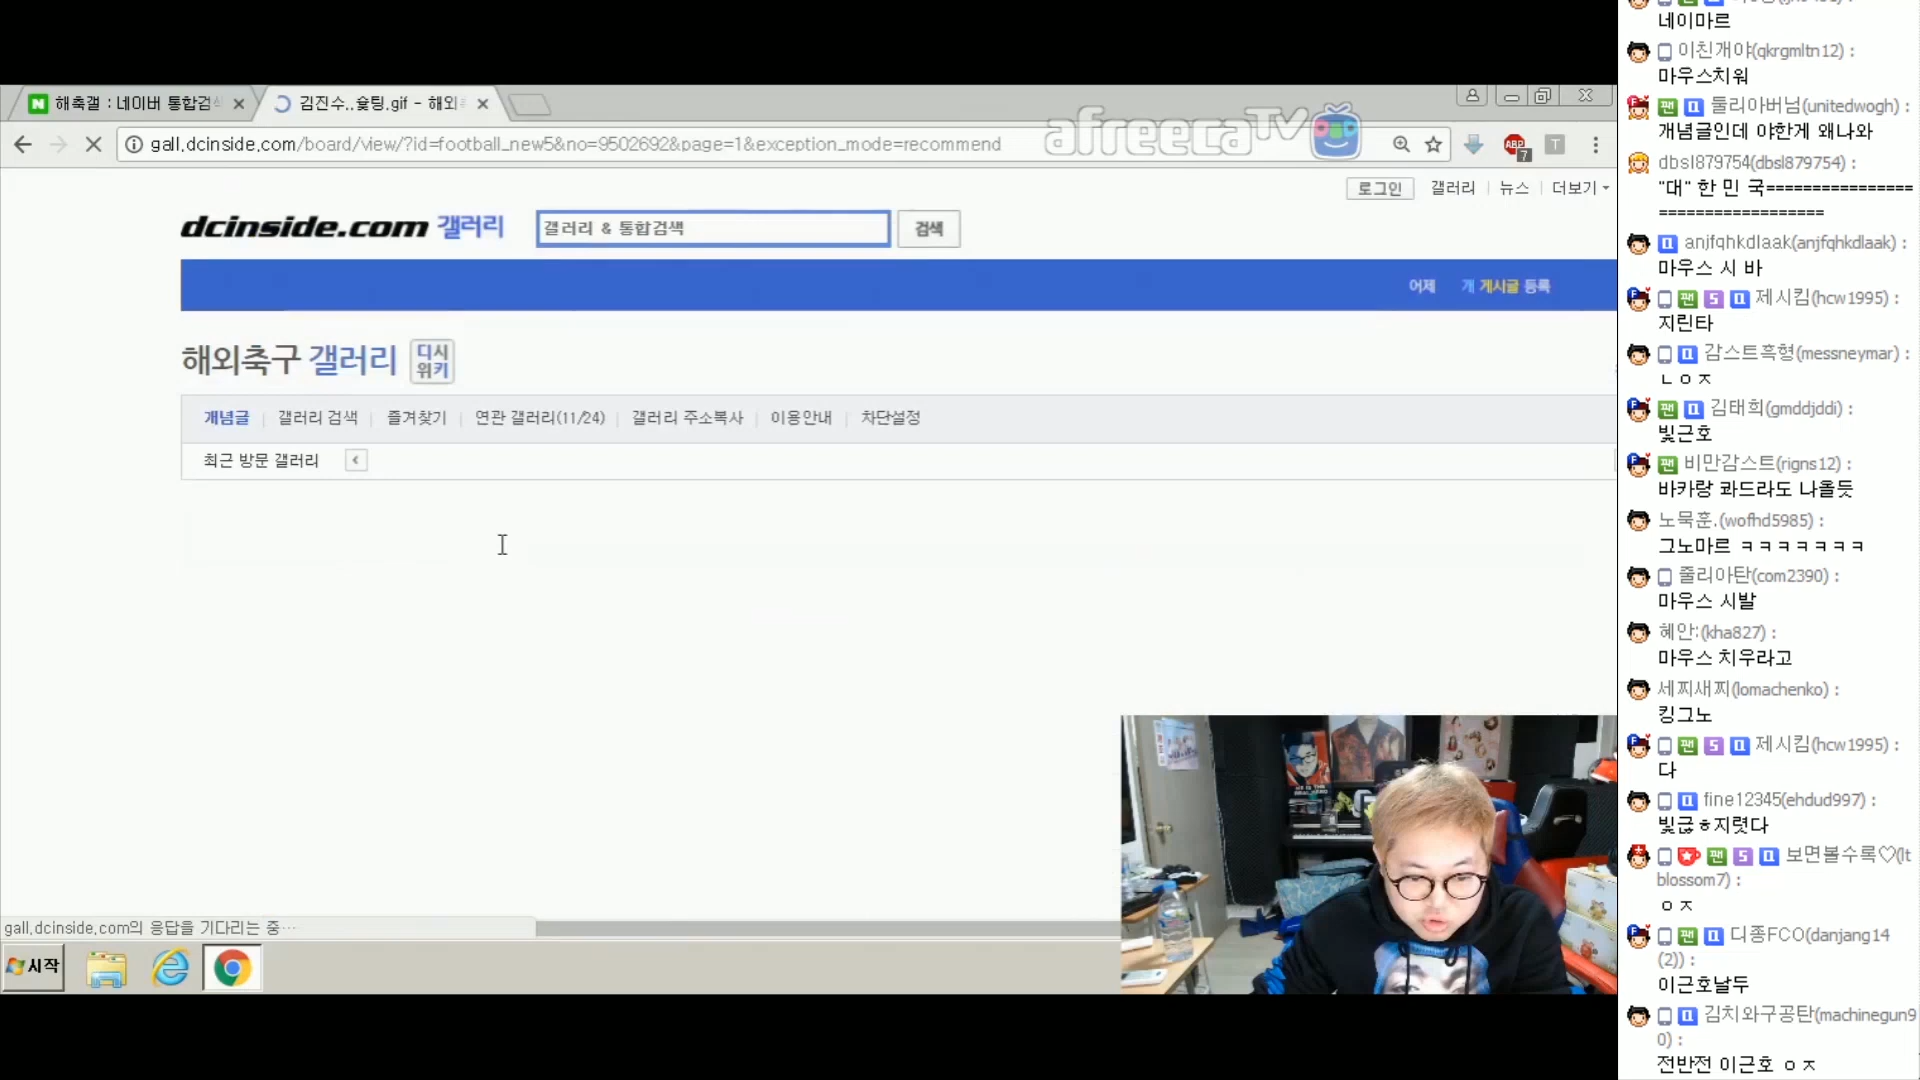 해축갤 : 네이버 통합검
김진수..슛팅.gif - 해외
gall.dcinside.com/board/view/?id=football_new5&no=9502692&page=1&exception_mode=recommend
afreecaTV
ABP
7
T
로그인
갤러리
뉴스
더보기
dcinside.com 갤러리
갤러리 & 통합검색
검색
어제
개 게시글 등록
해외축구 갤러리
디시
위키
개념글
갤러리 검색
즐겨찾기
연관 갤러리(11/24)
갤러리 주소복사
이용안내
차단설정
최근 방문 갤러리
gall.dcinside.com의 응답을 기다리는 중…
시작
네이마르
이친개야(qkrgmltn12) :
마우스치워
팬 둘리아버님(unitedwogh) :
개념글인데 야한게 왜나와
dbsl879754(dbsl879754) :
"대" 한 민 국================
==================
anjfqhkdlaak(anjfqhkdlaak) :
마우스 시 바
팬 S 제시킴(hcw1995) :
지린타
감스트흑형(messneymar) :
ㄴㅇㅈ
팬 김태희(gmddjddi) :
빛근호
팬 비만감스트(rigns12) :
바카랑 콰드라도 나올듯
노묵훈.(wofhd5985) :
그노마르 ㅋㅋㅋㅋㅋㅋㅋ
줄리아탄(com2390) :
마우스 시발
혜안:(kha827) :
마우스 치우라고
세찌새찌(lomachenko) :
킹그노
팬 S 제시킴(hcw1995) :
다
fine12345(ehdud997) :
빛귾ㅎ지렷다
팬 S 보면볼수록♡(lt
blossom7) :
ㅇㅈ
팬 디종FCO(danjang14
(2)) :
이근호날두
김치와구공탄(machinegun9
0) :
전반전 이근호 ㅇㅈ